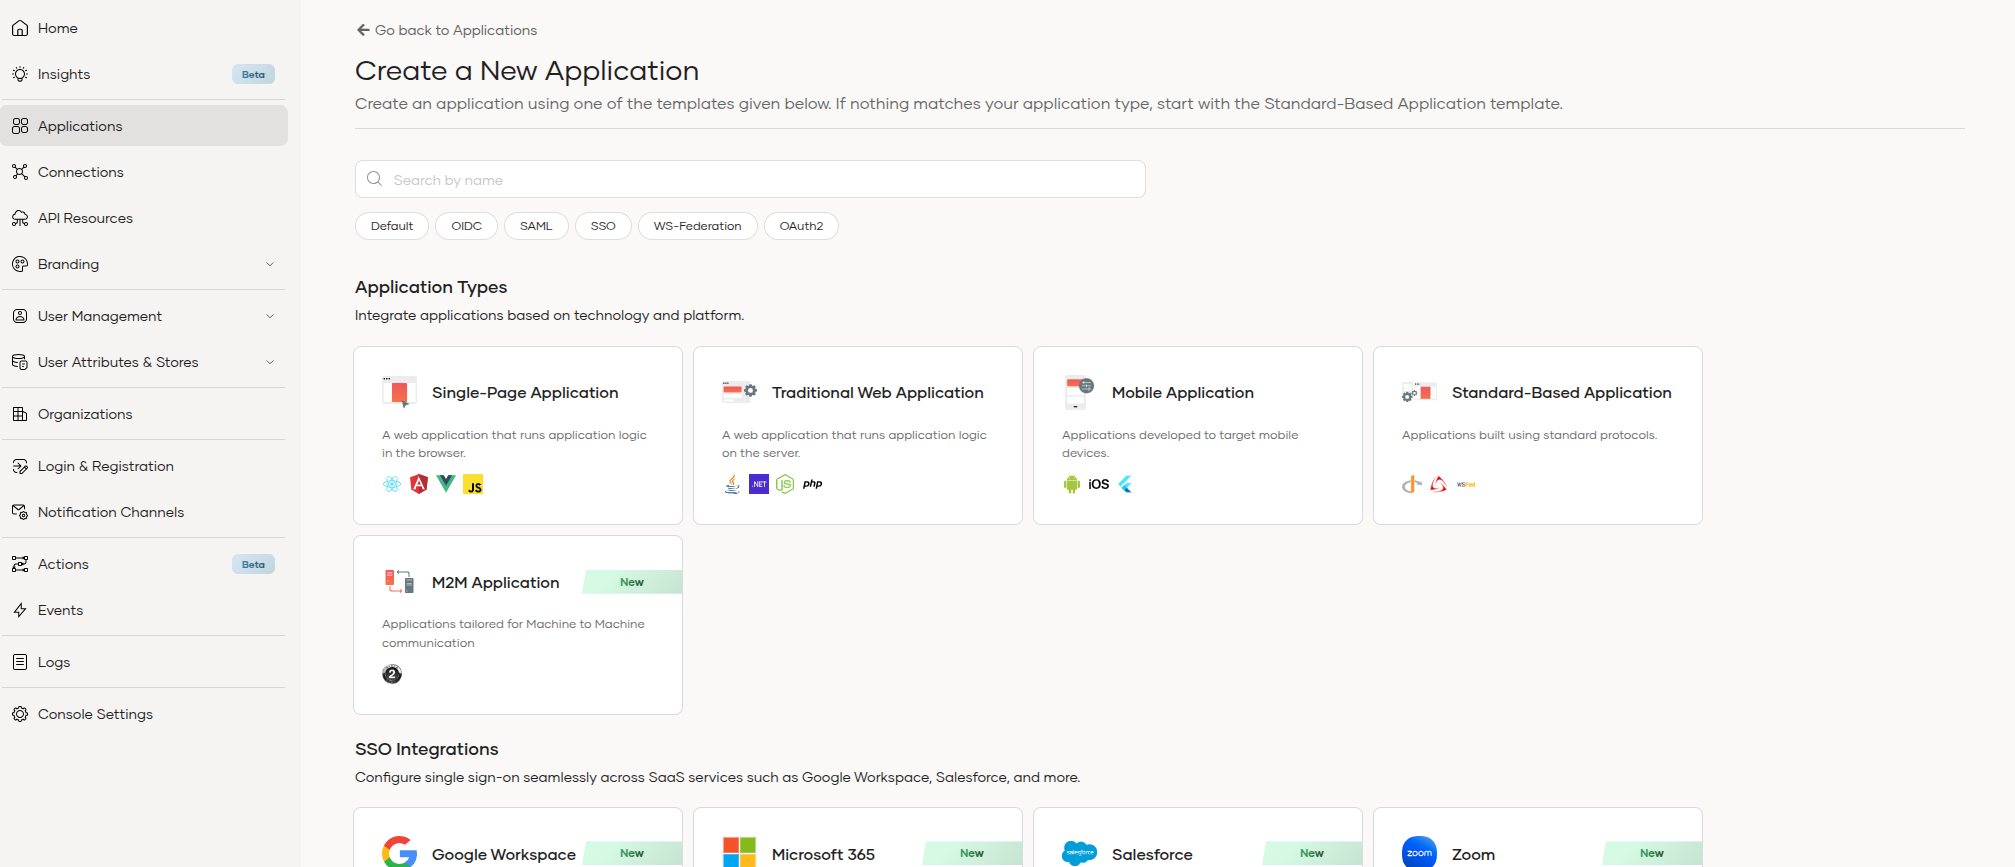 Home
Insights
Beta
Applications
Connections
API Resources
Branding
User Management
User Attributes & Stores
Organizations
Login & Registration
Notification Channels
Actions
Beta
Events
Logs
Console Settings
Go back to Applications
Create a New Application
Create an application using one of the templates given below. If nothing matches your application type, start with the Standard-Based Application template.
Search by name
Default
OIDC
SAML
SSO
WS-Federation
OAuth2
Application Types
Integrate applications based on technology and platform.
Single-Page Application
A web application that runs application logic
in the browser.
JS
Traditional Web Application
A web application that runs application logic
on the server.
.NET
JS
php
Mobile Application
Applications developed to target mobile
devices.
iOS
Standard-Based Application
Applications built using standard protocols.
WSFed
M2M Application
New
Applications tailored for Machine to Machine
communication
2
SSO Integrations
Configure single sign-on seamlessly across SaaS services such as Google Workspace, Salesforce, and more.
Google Workspace
New
Microsoft 365
New
salesforce
Salesforce
New
zoom
Zoom
New